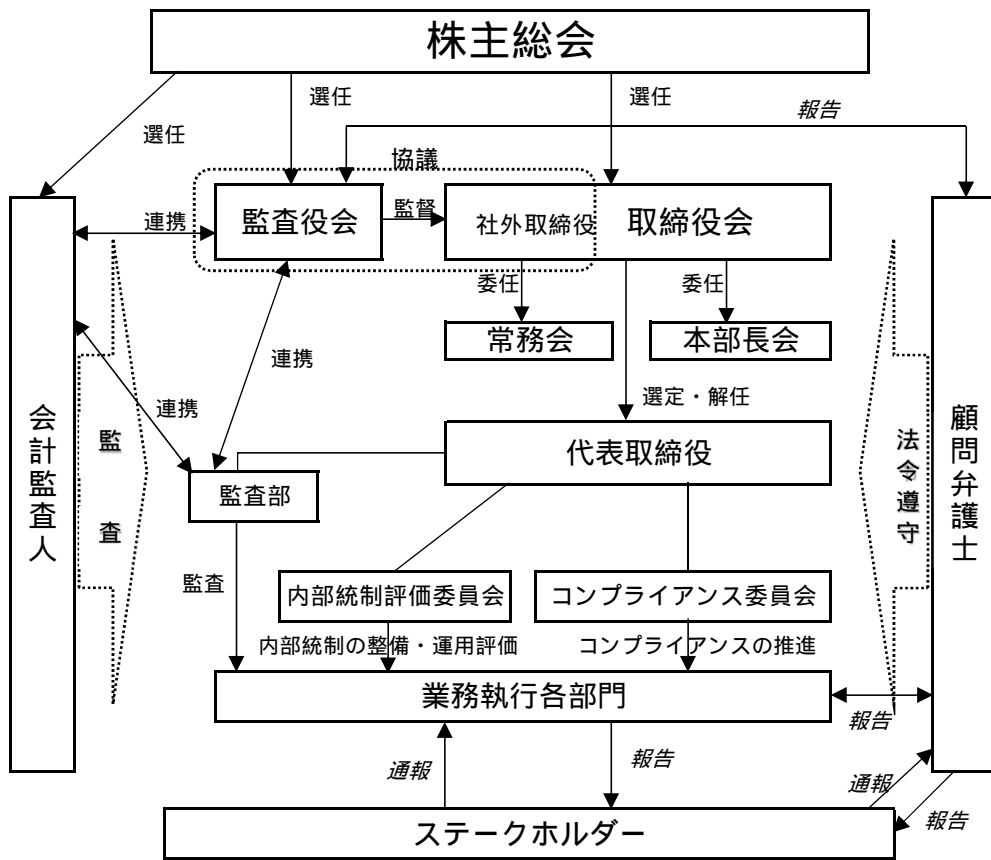 株主総会
選任
選任
選任
報告
協議
監査役会
監督
社外取締役
取締役会
連携
委任
委任
常務会
本部長会
連携
連携
選定・解任
会計監査人
監査
代表取締役
法令遵守
顧問弁護士
監査部
監査
内部統制評価委員会
コンプライアンス委員会
内部統制の整備・運用評価
コンプライアンスの推進
業務執行各部門
報告
通報
報告
通報
報告
ステークホルダー